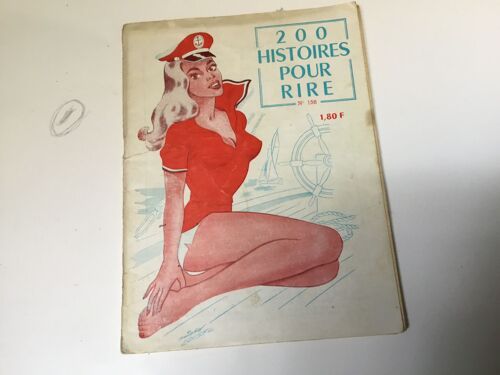 200
HISTOIRES
POUR
RIRE
N° 158
1,80 F